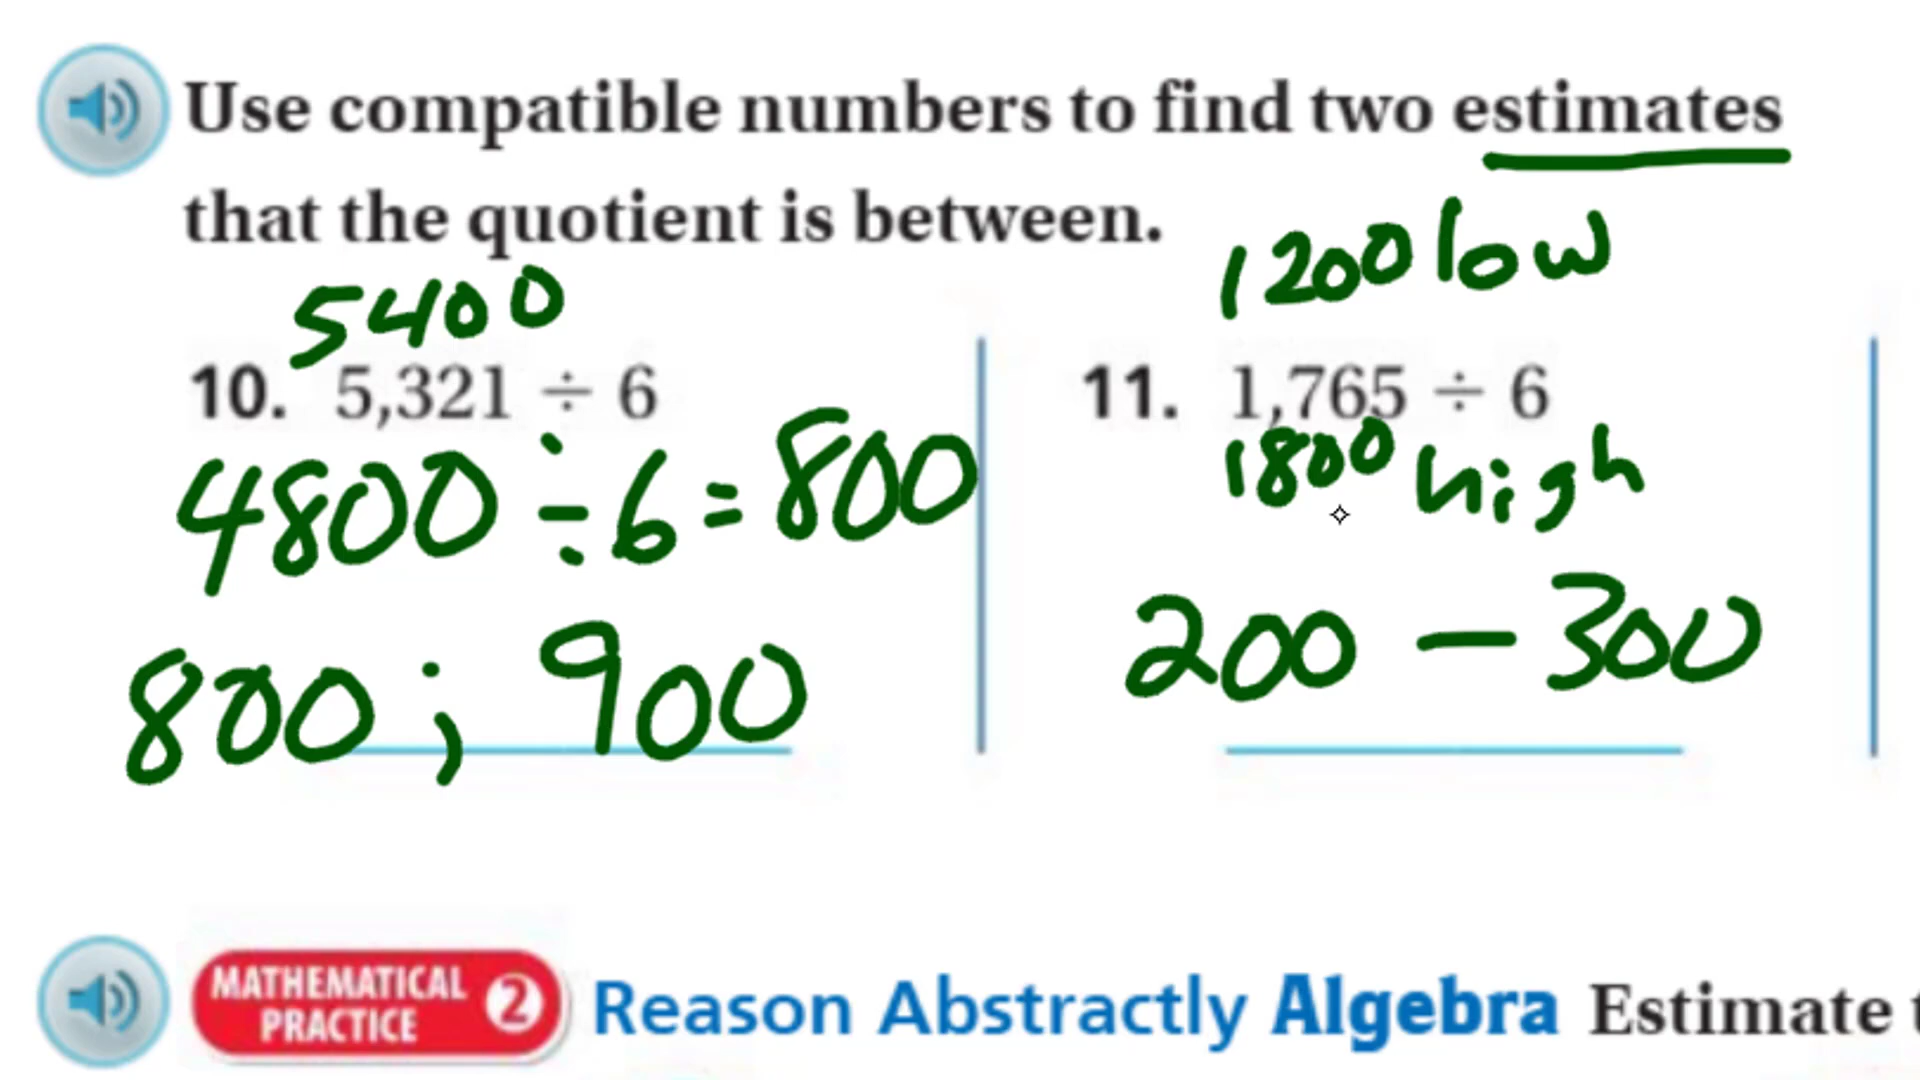 Use compatible numbers to find two estimates
that the quotient is between.
1200 low
5400
10. 5,321 ÷ 6
11. 1,765 ÷ 6
4800 ÷ 6 = 800
1800 high
800 ; 900
200 – 300
MATHEMATICAL
PRACTICE 2
Reason Abstractly Algebra Estimate t